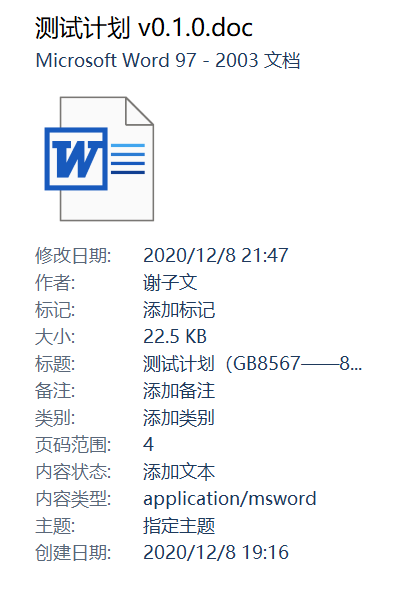 测试计划 v0.1.0.doc
Microsoft Word 97 - 2003 文档
W
修改日期: 2020/12/8 21:47
作者: 谢子文
标记: 添加标记
大小: 22.5 KB
标题: 测试计划（GB8567——8...
备注: 添加备注
类别: 添加类别
页码范围: 4
内容状态: 添加文本
内容类型: application/msword
主题: 指定主题
创建日期: 2020/12/8 19:16